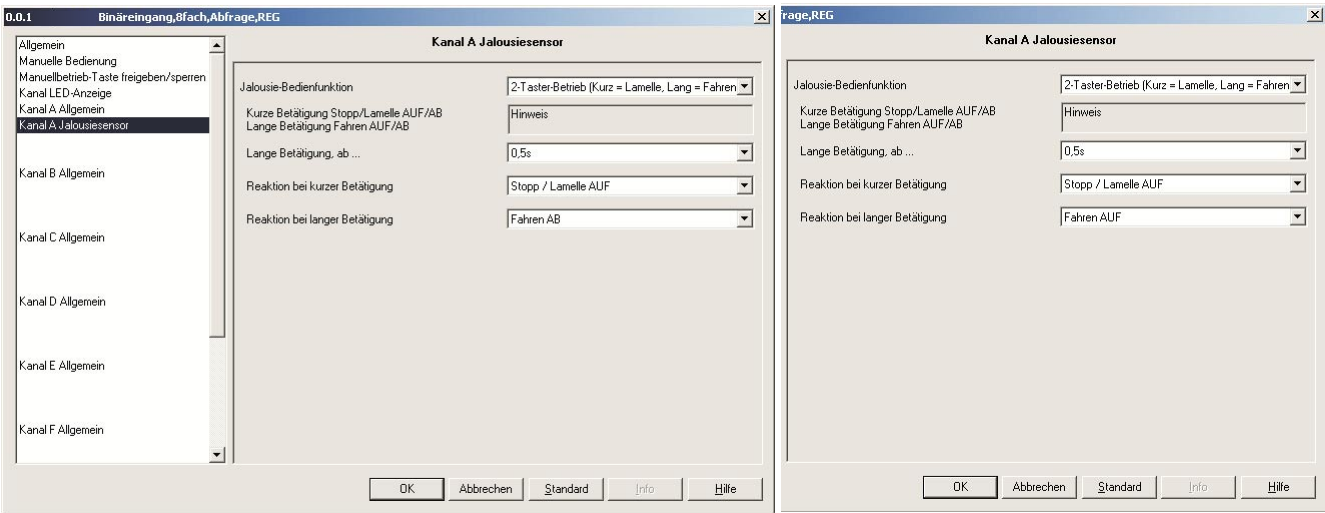 0.0.1 Binäreingang,8fach,Abfrage,REG
Allgemein
Manuelle Bedienung
Manuellbetrieb-Taste freigeben/sperren
Kanal LED-Anzeige
Kanal A Allgemein
Kanal A Jalousiesensor
Kanal B Allgemein
Kanal C Allgemein
Kanal D Allgemein
Kanal E Allgemein
Kanal F Allgemein
Kanal A Jalousiesensor
Jalousie-Bedienfunktion
2-Taster-Betrieb (Kurz = Lamelle, Lang = Fahren
Kurze Betätigung Stopp/Lamelle AUF/AB
Lange Betätigung Fahren AUF/AB
Hinweis
Lange Betätigung, ab ...
0,5s
Reaktion bei kurzer Betätigung
Stopp / Lamelle AUF
Reaktion bei langer Betätigung
Fahren AB
OK
Abbrechen
Standard
Info
Hilfe
frage,REG
Kanal A Jalousiesensor
Jalousie-Bedienfunktion
2-Taster-Betrieb (Kurz = Lamelle, Lang = Fahren
Kurze Betätigung Stopp/Lamelle AUF/AB
Lange Betätigung Fahren AUF/AB
Hinweis
Lange Betätigung, ab ...
0,5s
Reaktion bei kurzer Betätigung
Stopp / Lamelle AUF
Reaktion bei langer Betätigung
Fahren AUF
OK
Abbrechen
Standard
Info
Hilfe